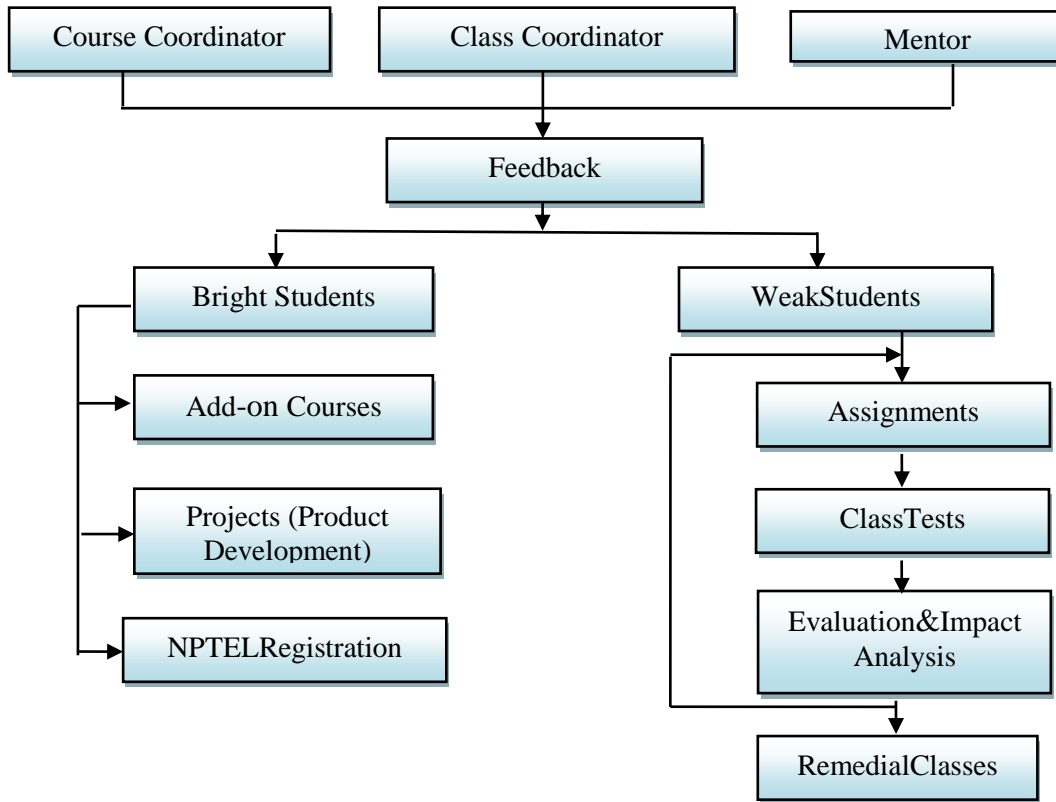 Course Coordinator
Class Coordinator
Mentor
Feedback
Bright Students
WeakStudents
Add-on Courses
Assignments
Projects (Product
Development)
ClassTests
NPTELRegistration
Evaluation&Impact
Analysis
RemedialClasses